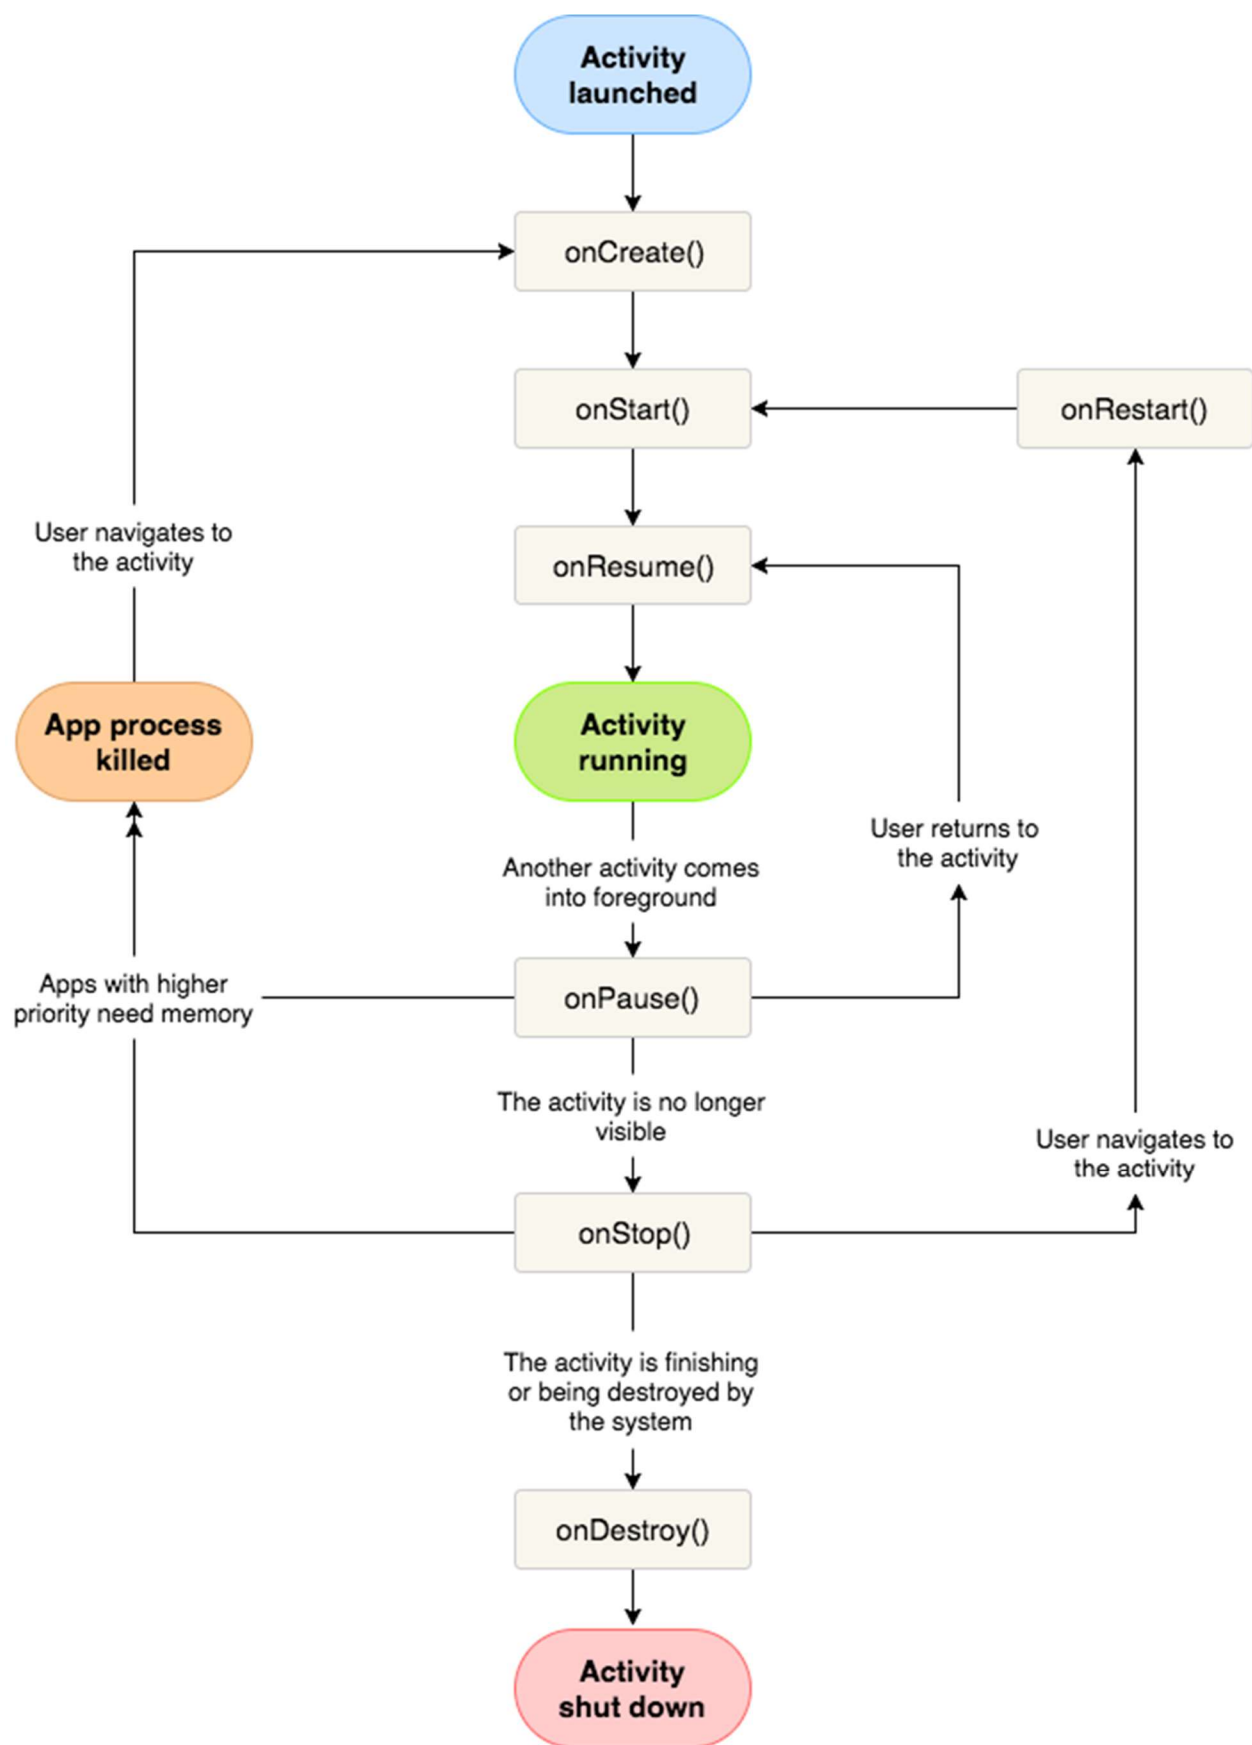 Activity
launched
onCreate()
onStart()
onRestart()
User navigates to
the activity
onResume()
App process
killed
Activity
running
User returns to
the activity
Another activity comes
into foreground
Apps with higher
priority need memory
onPause()
The activity is no longer
visible
User navigates to
the activity
onStop()
The activity is finishing
or being destroyed by
the system
onDestroy()
Activity
shut down